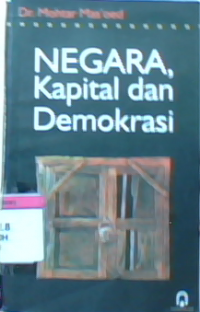 Dr. Mohtar Mas'oed
NEGARA,
Kapital dan
Demokrasi